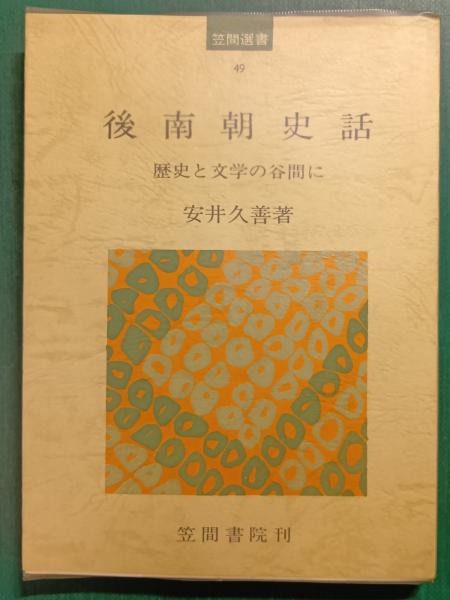 笠間選書
49
後南朝史話
歴史と文学の谷間に
安井久善著
笠間書院刊